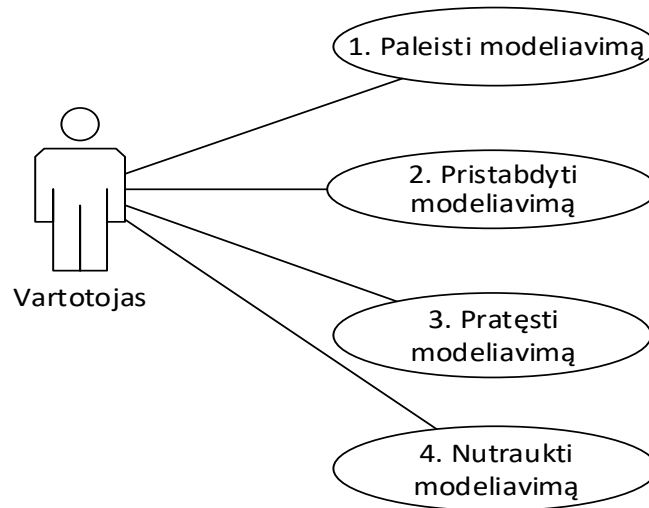 1. Paleisti modeliavimą
2. Pristabdyti
modeliavimą
Vartotojas
3. Pratęsti
modeliavimą
4. Nutraukti
modeliavimą